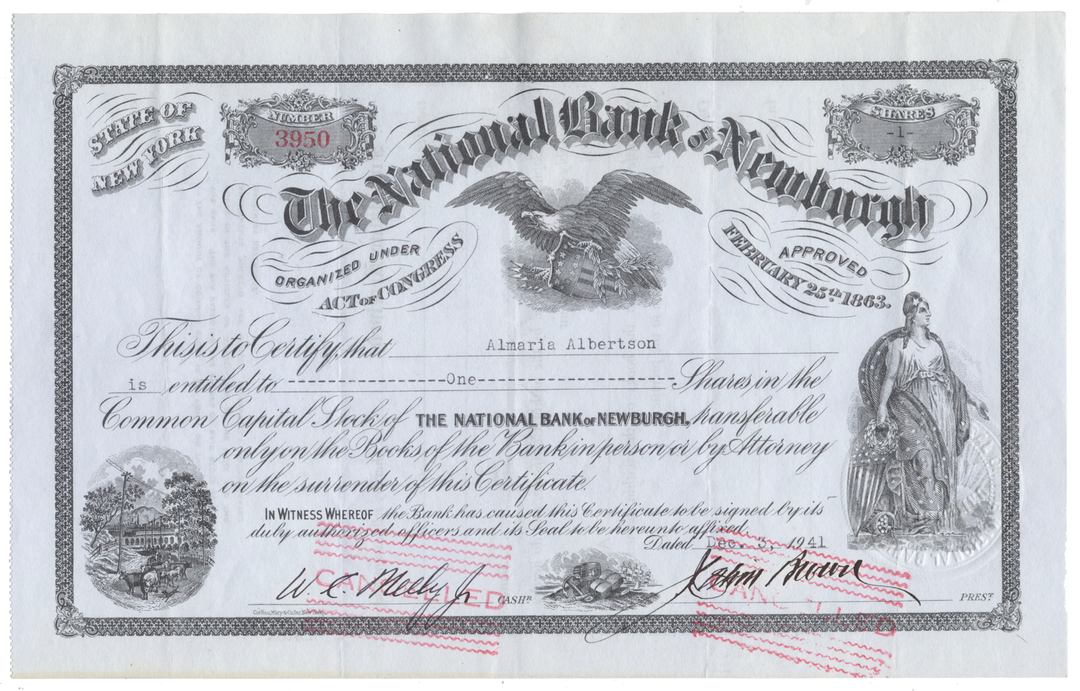 STATE OF
NEW YORK
NUMBER
3950
The National Bank of Newburgh
SHARES
-1-
ORGANIZED UNDER
ACT OF CONGRESS
APPROVED
FEBRUARY 25th 1863.
This is to Certify, that Almaria Albertson
is entitled to ------------------One---------------------- Shares in the
Common Capital Stock of THE NATIONAL BANK of NEWBURGH, transferable
only on the Books of the Bank in person or by Attorney
on the surrender of this Certificate.
IN WITNESS WHEREOF the Bank has caused this Certificate to be signed by its
duly authorized officers and its Seal to be hereunto affixed.
Dated Dec. 3, 1941
CASHR.
PREST.
CANCELLED
CANCELLED